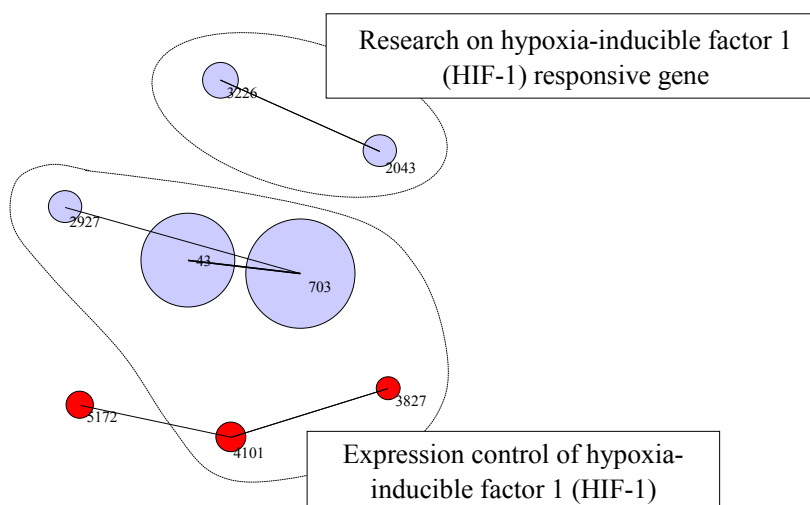 Research on hypoxia-inducible factor 1
(HIF-1) responsive gene
3226
2043
2927
43
703
3827
5172
4101
Expression control of hypoxia-
inducible factor 1 (HIF-1)